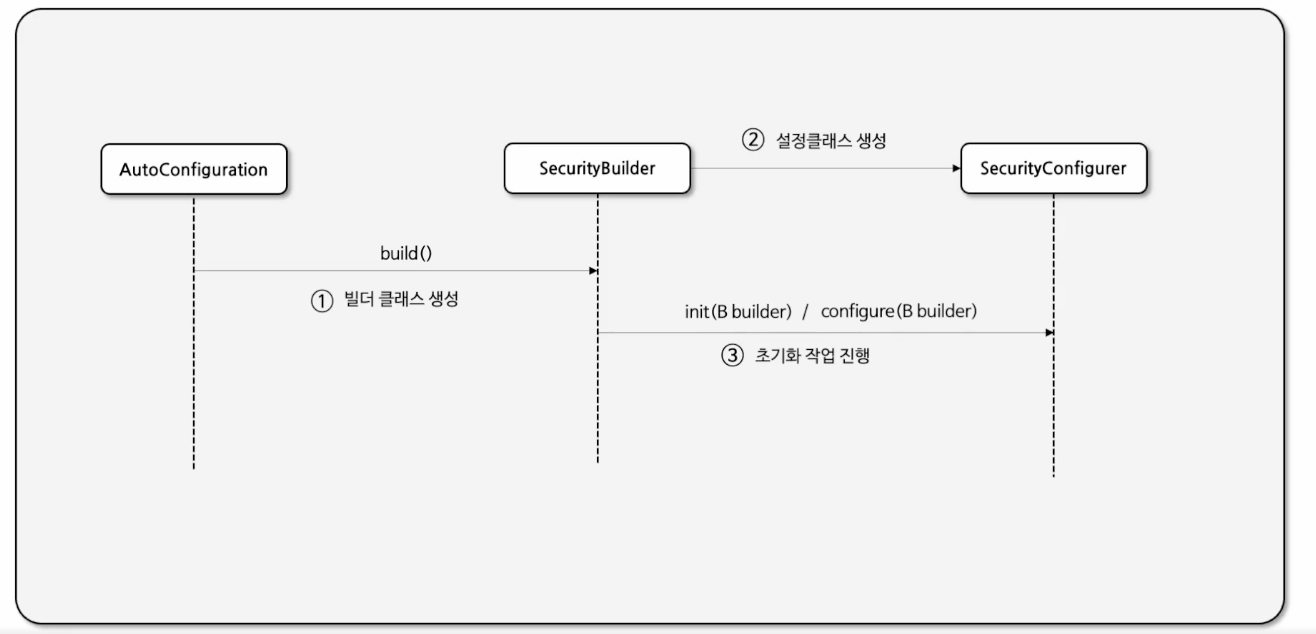 ② 설정클래스 생성
AutoConfiguration
SecurityBuilder
SecurityConfigurer
build()
① 빌더 클래스 생성
init(B builder) / configure(B builder)
③ 초기화 작업 진행